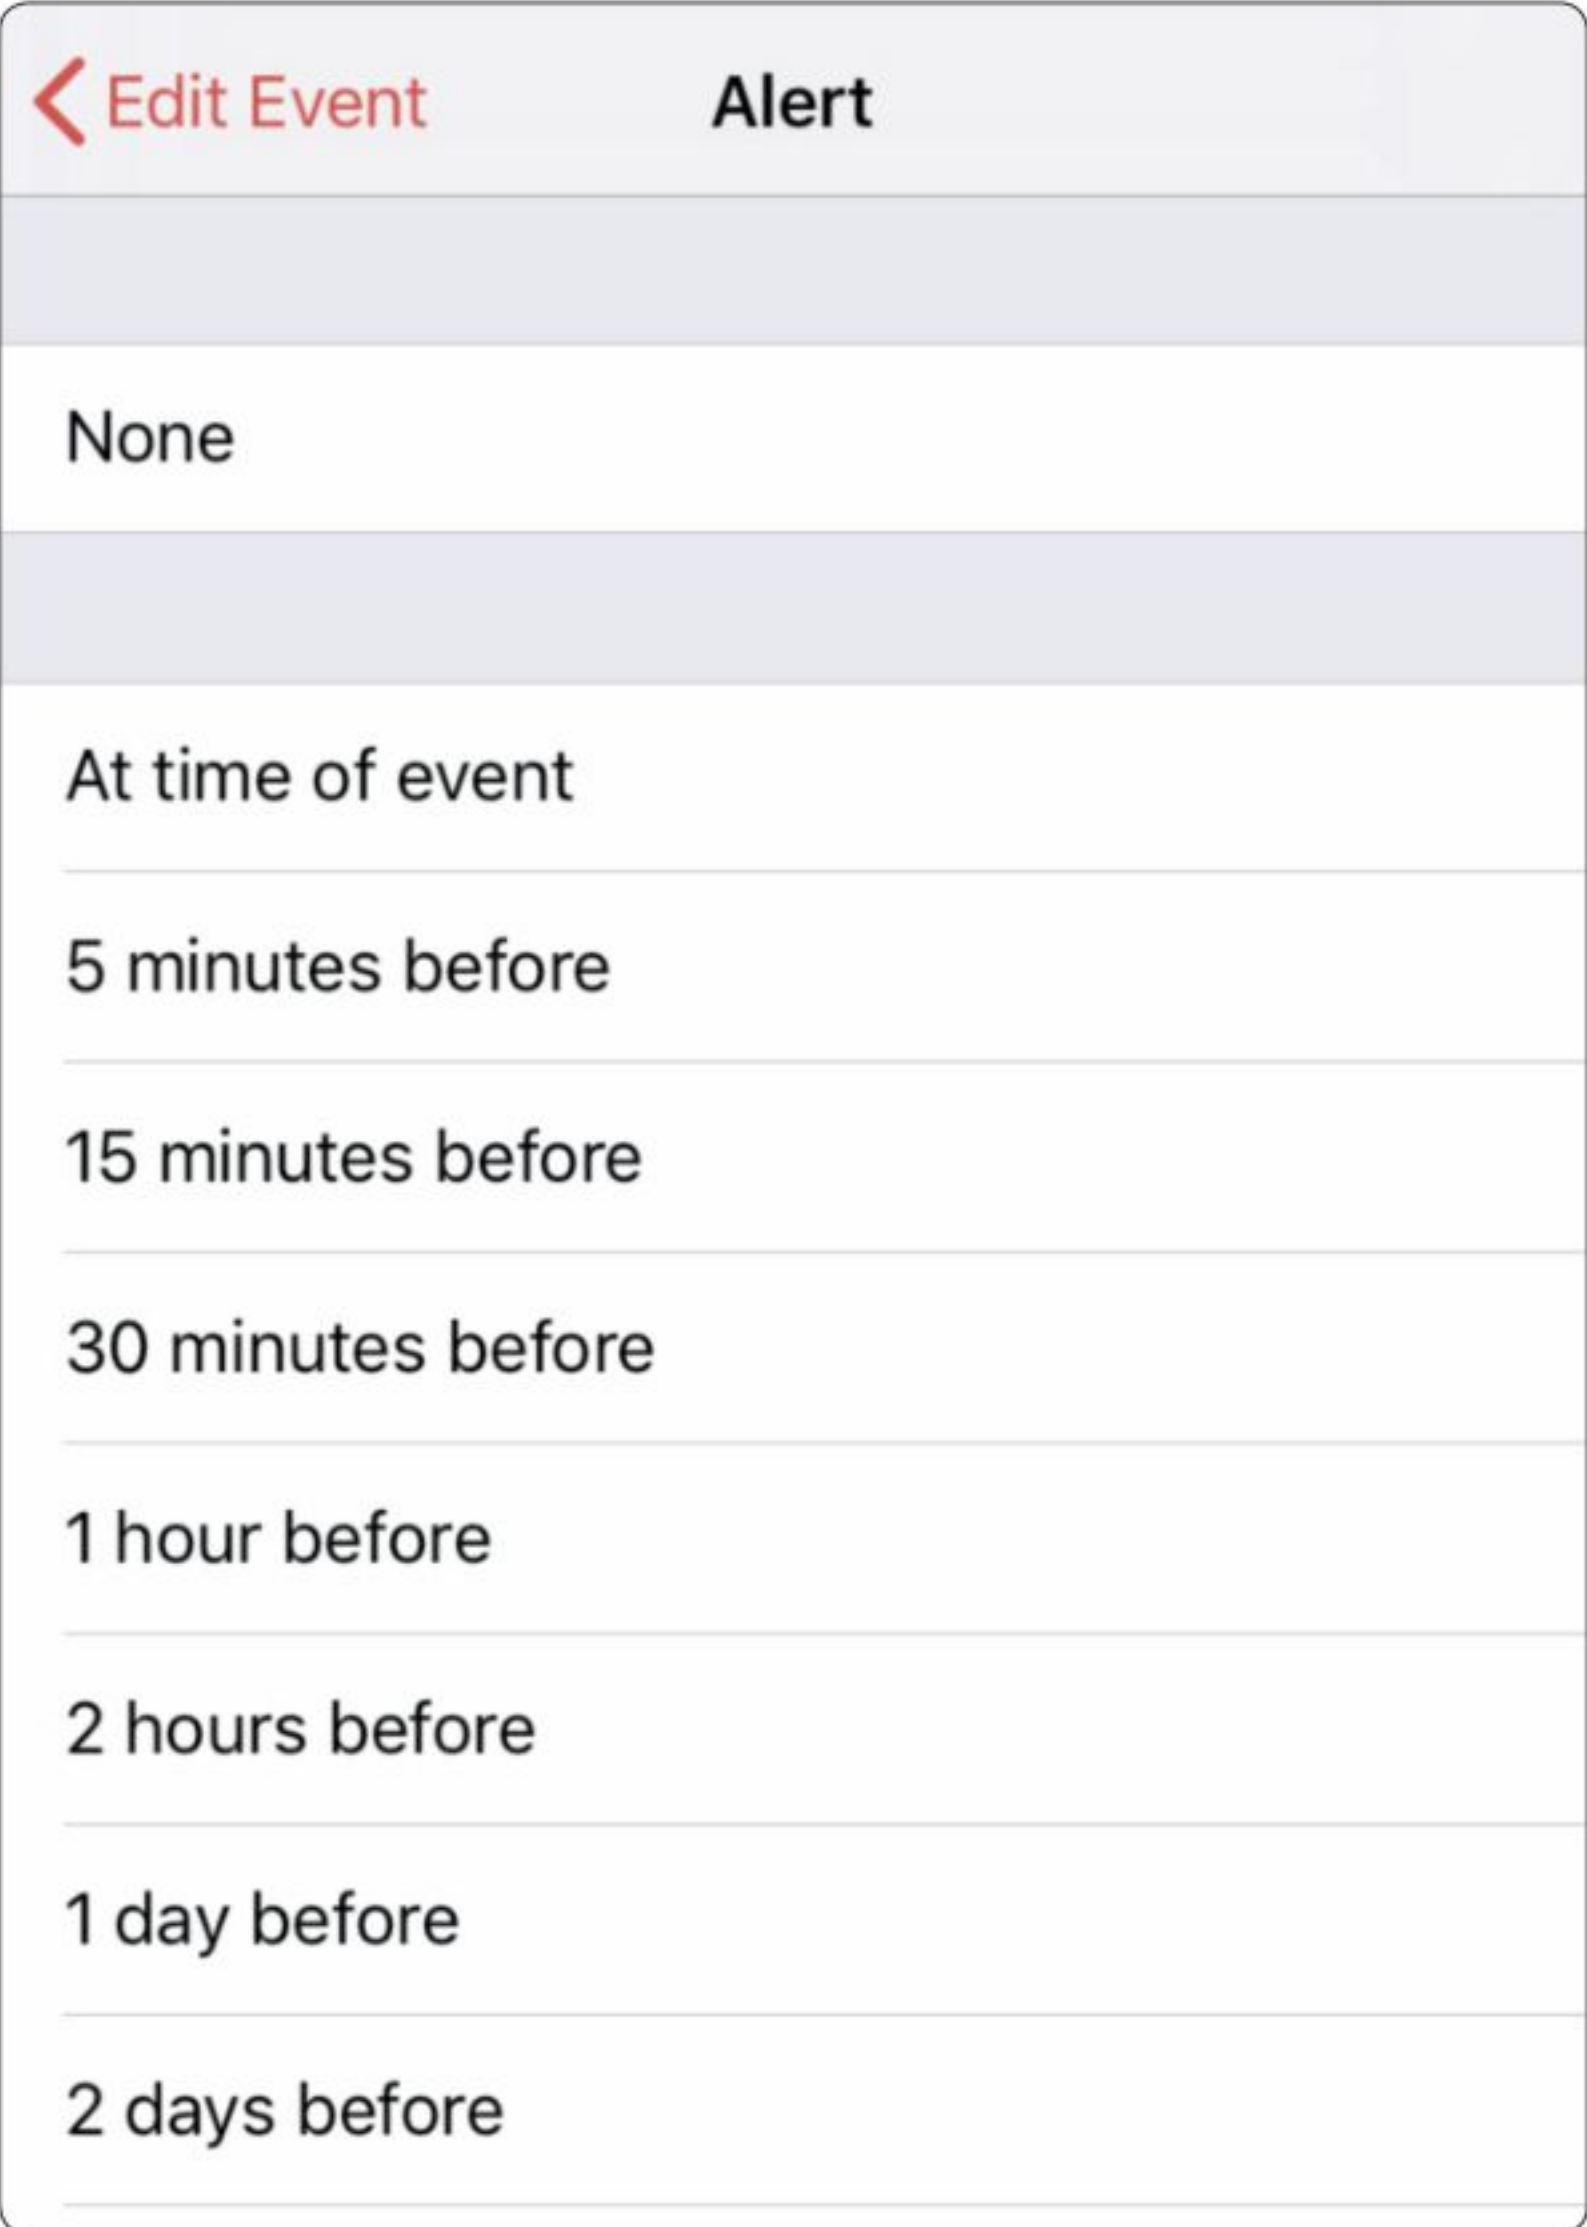 Edit Event
Alert
None
At time of event
5 minutes before
15 minutes before
30 minutes before
1 hour before
2 hours before
1 day before
2 days before